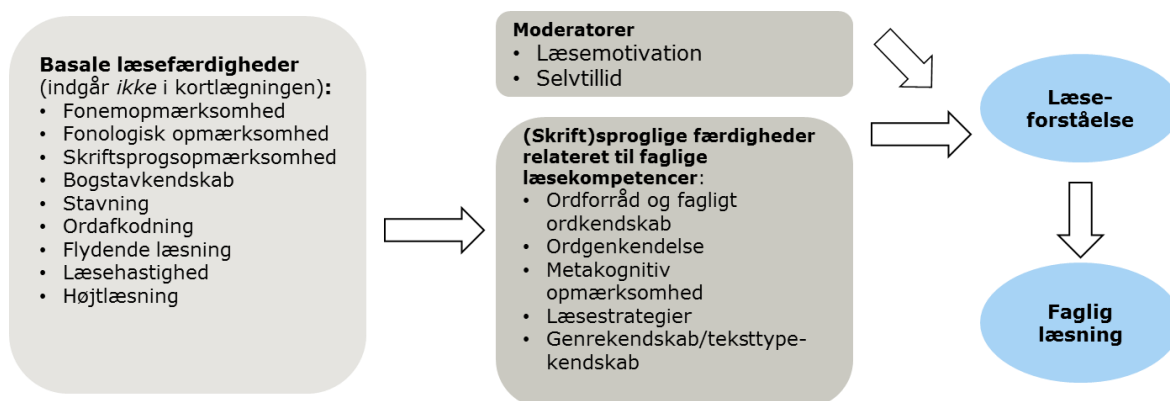 Basale læsefærdigheder
(indgår ikke i kortlægningen):
• Fonemopmærksomhed
• Fonologisk opmærksomhed
• Skriftsprogsopmærksomhed
• Bogstavkendskab
• Stavning
• Ordafkodning
• Flydende læsning
• Læsehastighed
• Højtlæsning
Moderatorer
• Læsemotivation
• Selvtillid
(Skrift)sproglige færdigheder
relateret til faglige
læsekompetencer:
• Ordforråd og fagligt
ordkendskab
• Ordgenkendelse
• Metakognitiv
opmærksomhed
• Læsestrategier
• Genrekendskab/teksttype-
kendskab
Læse-
forståelse
Faglig
læsning